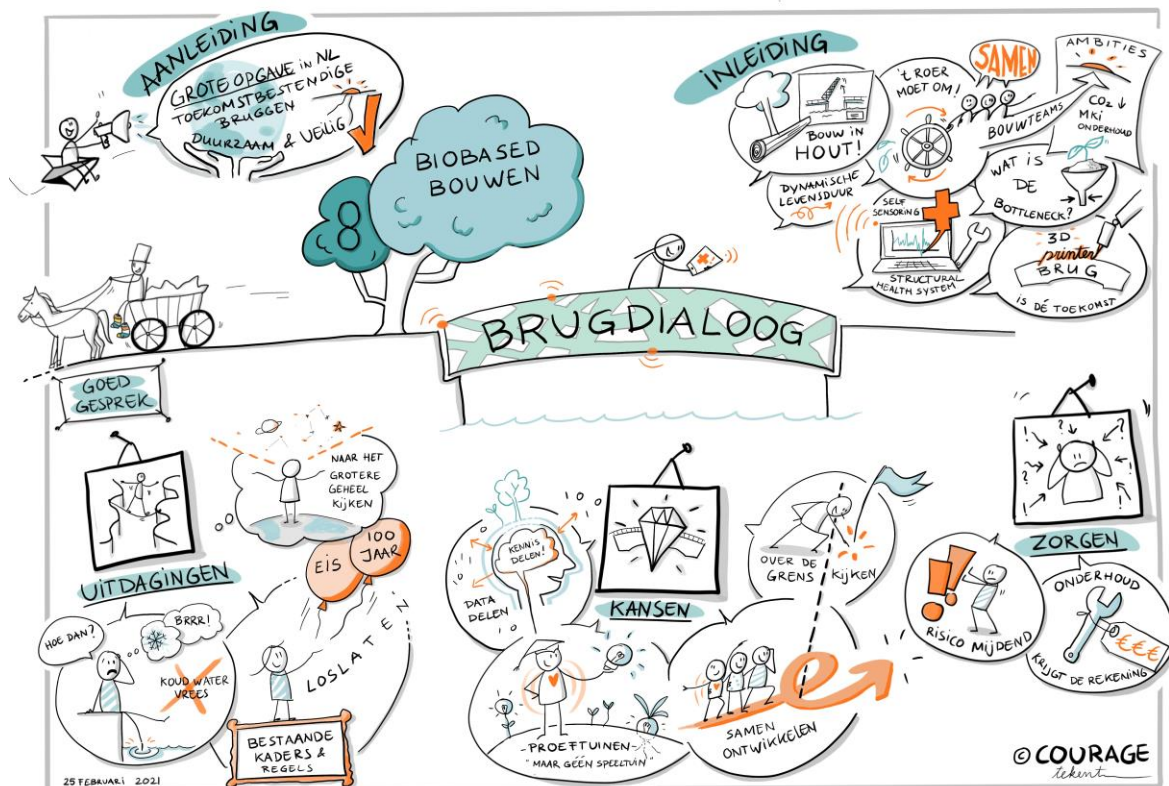 AANLEIDING
GROTE OPGAVE in NL
TOEKOMSTBESTENDIGE
BRUGGEN
DUURZAAM & VEILIG
8
BIOBASED
BOUWEN
INLEIDING
BOUW IN
HOUT!
'T ROER
MOET OM!
SAMEN
BOUWTEAMS
AMBITIES
CO2 ↓
MKi
ONDERHOUD
DYNAMISCHE
LEVENSDUUR
WAT IS
DE
BOTTLENECK?
SELF
SENSORING
STRUCTURAL
HEALTH SYSTEM
3D
printer
BRUG
IS DÉ TOEKOMST
BRUGDIALOOG
GOED
GESPREK
UITDAGINGEN
NAAR HET
GROTERE
GEHEEL
KIJKEN
EIS
100
JAAR
LOSLATEN
HOE DAN?
BRRR!
KOUD WATER
VREES
BESTAANDE
KADERS &
REGELS
KANSEN
KENNIS
DELEN!
DATA
DELEN
OVER DE
GRENS KIJKEN
- PROEFTUINEN -
"MAAR GÉÉN SPEELTUIN"
SAMEN
ONTWIKKELEN
ZORGEN
! ? ! ? ! ? !
RISICO MIJDEND
ONDERHOUD
€€€
KRIJGT DE REKENING
25 FEBRUARI 2021
© COURAGE
tekent